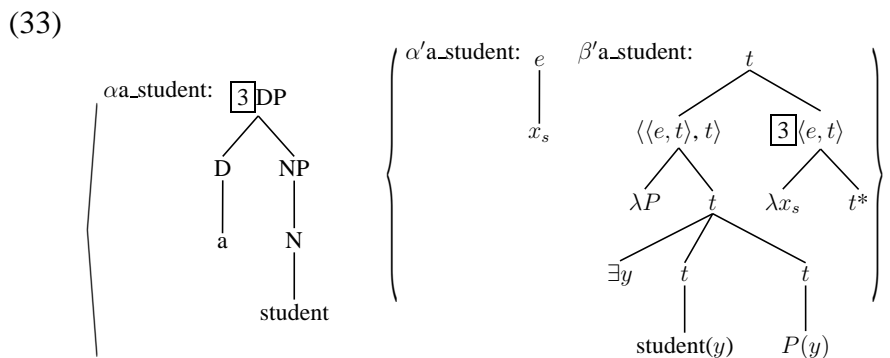 (33)
αa_student: 3 DP
D NP
a N
student
α′a_student: e
x_s
β′a_student: t
⟨⟨e, t⟩, t⟩ 3 ⟨e, t⟩
λP t λx_s t*
∃y t t
student(y) P(y)